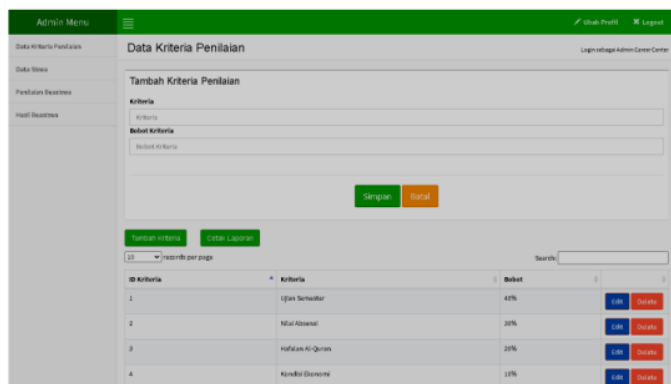 Admin Menu
Ubah Profil
Logout
Data Kriteria Penilaian
Data Kriteria Penilaian
Login sebagai Admin Career Center
Data Siswa
Tambah Kriteria Penilaian
Penilaian Beasiswa
Kriteria
Hasil Beasiswa
Kriteria
Bobot Kriteria
Bobot Kriteria
Simpan
Batal
Tambah Kriteria
Cetak Laporan
10 records per page
Search:
ID Kriteria Kriteria Bobot
1 Ujian Semester 40% Edit Delete
2 Nilai Absensi 30% Edit Delete
3 Hafalan Al-Quran 20% Edit Delete
4 Kondisi Ekonomi 10% Edit Delete